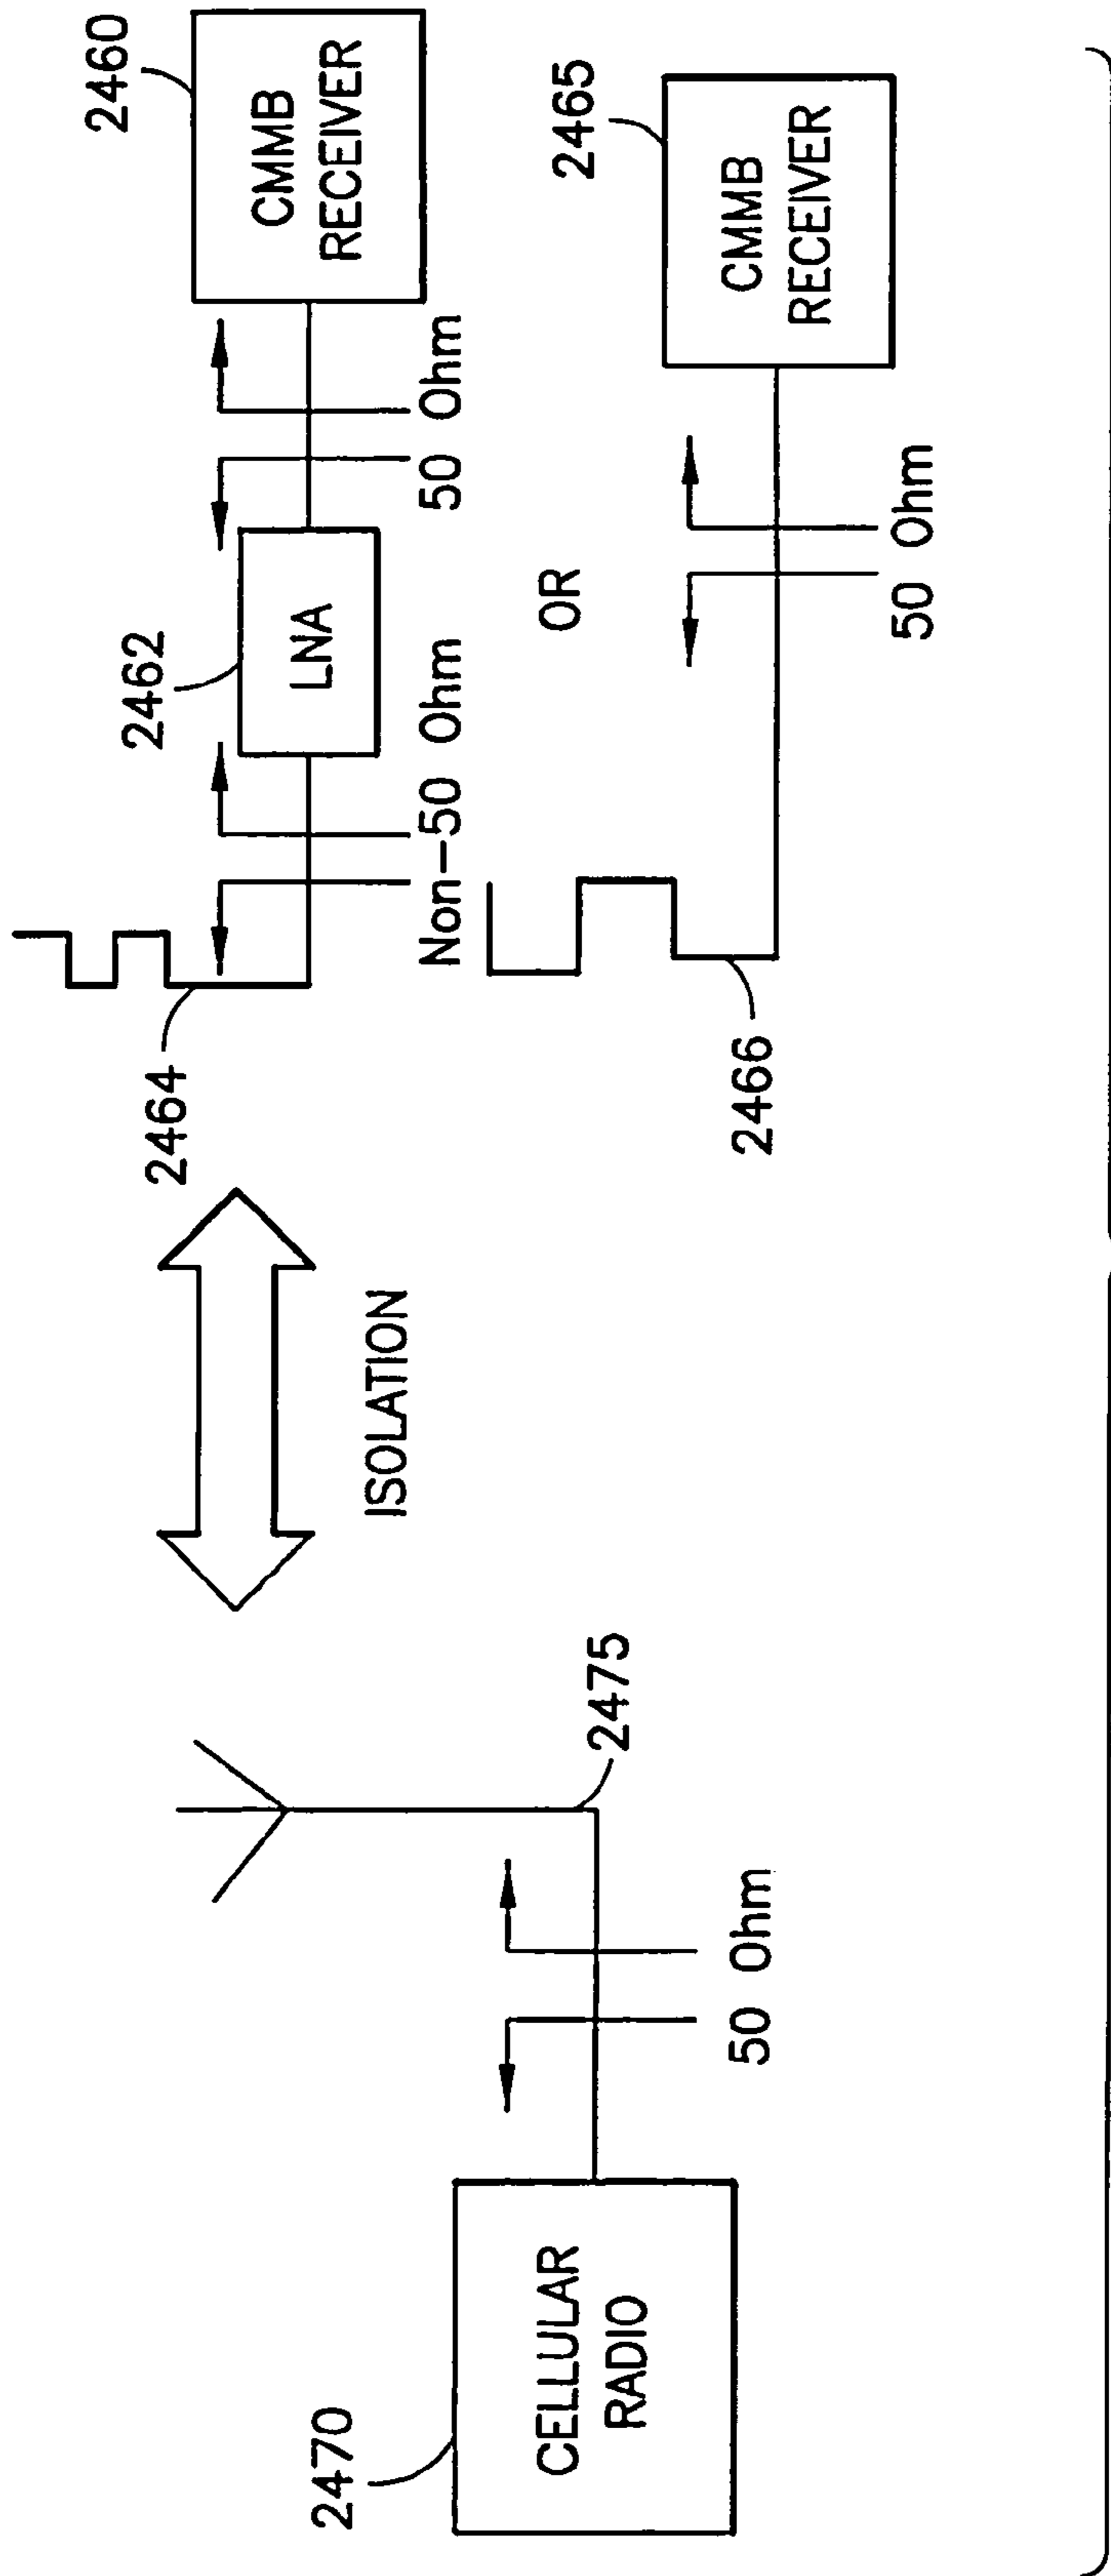 2470
CELLULAR
RADIO
50 Ohm
2475
ISOLATION
2464
2462
LNA
Non-50 Ohm
50 Ohm
2460
CMMB
RECEIVER
OR
2466
50 Ohm
2465
CMMB
RECEIVER